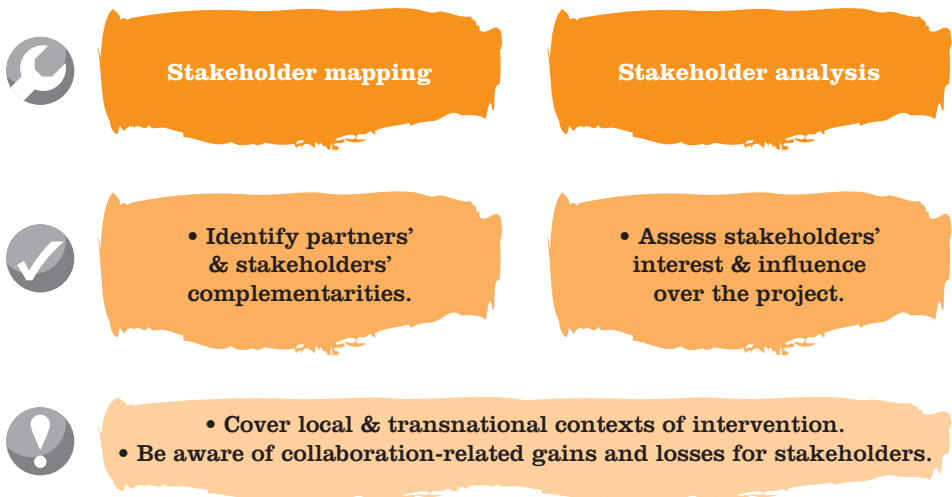 Stakeholder mapping
Stakeholder analysis
• Identify partners’
& stakeholders’
complementarities.
• Assess stakeholders’
interest & influence
over the project.
• Cover local & transnational contexts of intervention.
• Be aware of collaboration-related gains and losses for stakeholders.